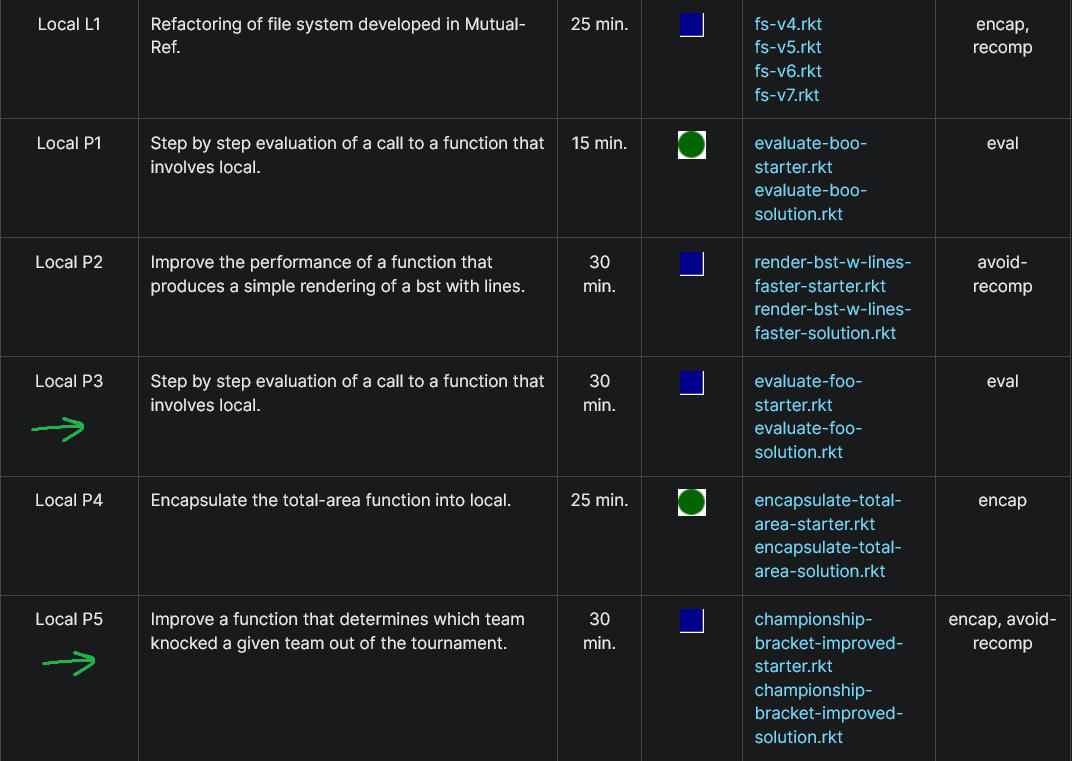 Local L1
Refactoring of file system developed in Mutual-
Ref.
25 min.
fs-v4.rkt
fs-v5.rkt
fs-v6.rkt
fs-v7.rkt
encap,
recomp
Local P1
Step by step evaluation of a call to a function that
involves local.
15 min.
evaluate-boo-
starter.rkt
evaluate-boo-
solution.rkt
eval
Local P2
Improve the performance of a function that
produces a simple rendering of a bst with lines.
30
min.
render-bst-w-lines-
faster-starter.rkt
render-bst-w-lines-
faster-solution.rkt
avoid-
recomp
Local P3
Step by step evaluation of a call to a function that
involves local.
30
min.
evaluate-foo-
starter.rkt
evaluate-foo-
solution.rkt
eval
Local P4
Encapsulate the total-area function into local.
25 min.
encapsulate-total-
area-starter.rkt
encapsulate-total-
area-solution.rkt
encap
Local P5
Improve a function that determines which team
knocked a given team out of the tournament.
30
min.
championship-
bracket-improved-
starter.rkt
championship-
bracket-improved-
solution.rkt
encap, avoid-
recomp